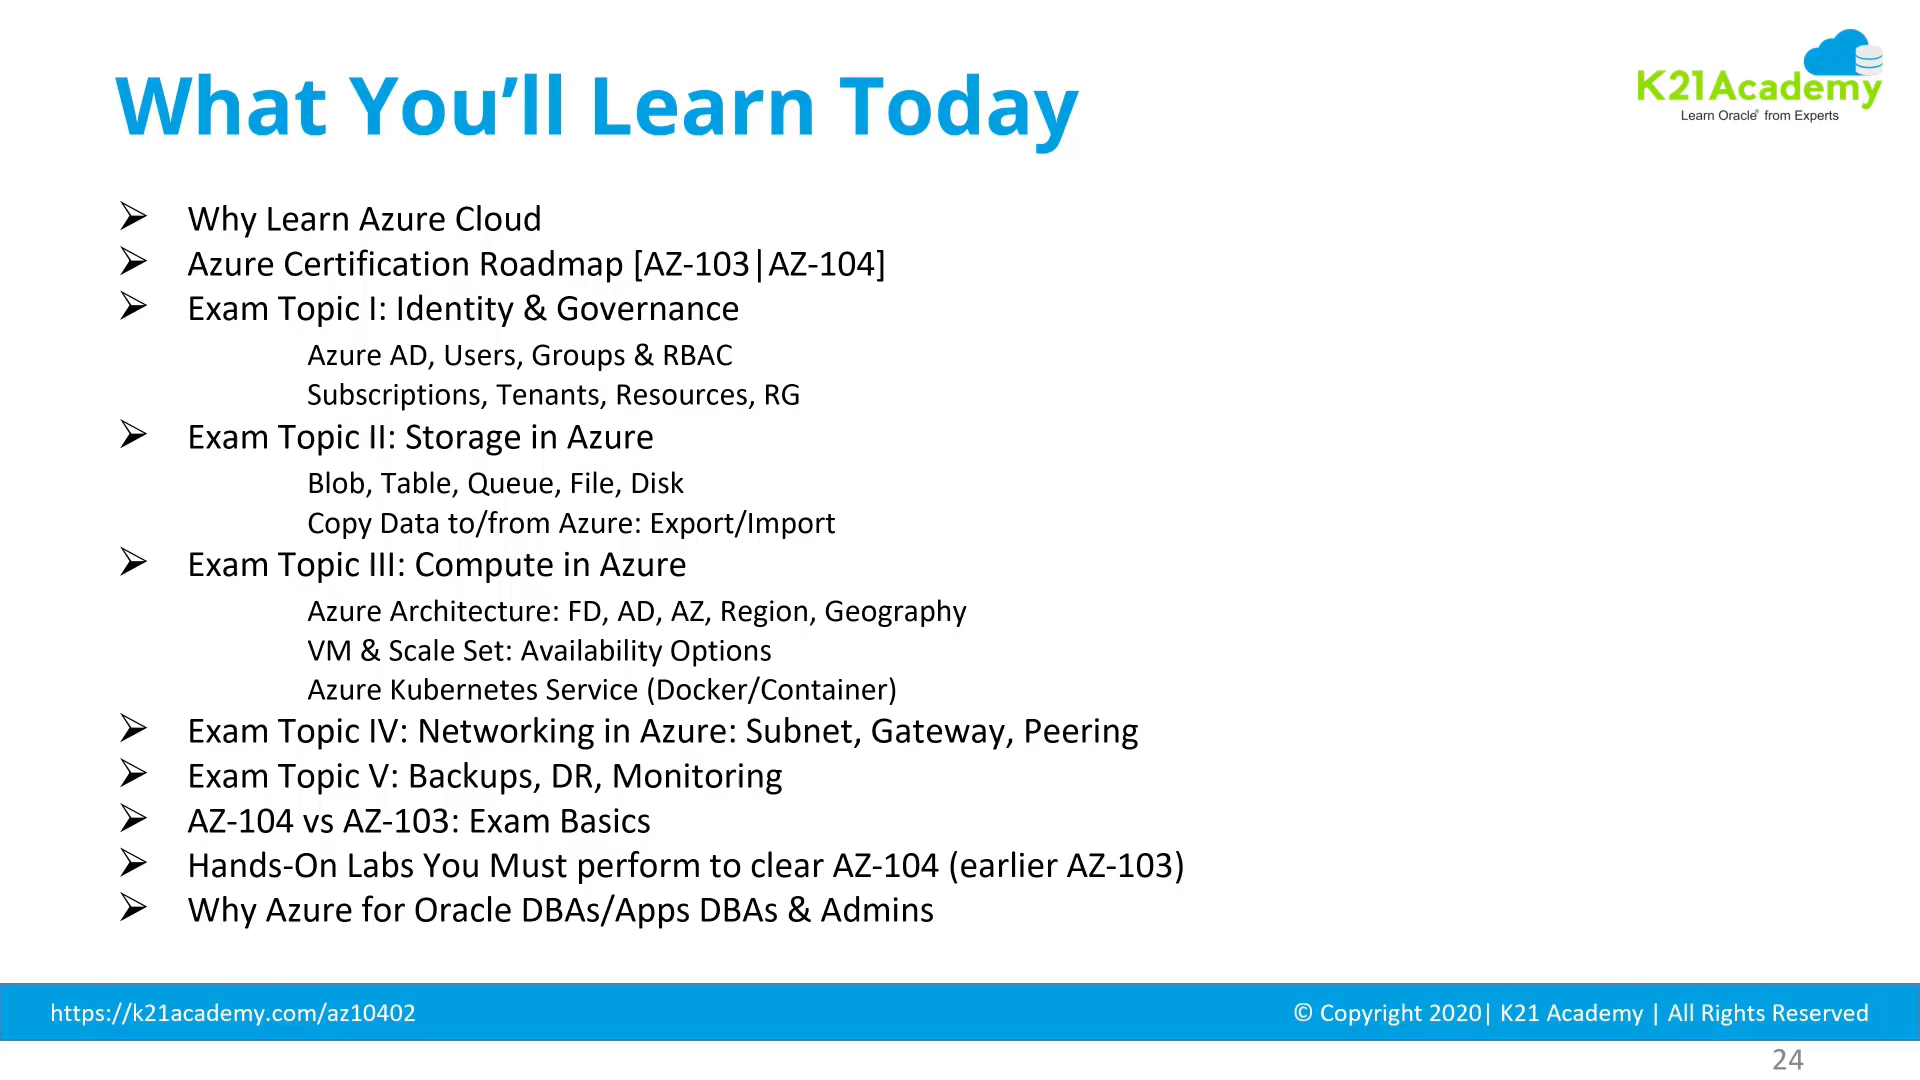 What You’ll Learn Today
K21Academy
Learn Oracle® from Experts
➢ Why Learn Azure Cloud
➢ Azure Certification Roadmap [AZ-103|AZ-104]
➢ Exam Topic I: Identity & Governance
Azure AD, Users, Groups & RBAC
Subscriptions, Tenants, Resources, RG
➢ Exam Topic II: Storage in Azure
Blob, Table, Queue, File, Disk
Copy Data to/from Azure: Export/Import
➢ Exam Topic III: Compute in Azure
Azure Architecture: FD, AD, AZ, Region, Geography
VM & Scale Set: Availability Options
Azure Kubernetes Service (Docker/Container)
➢ Exam Topic IV: Networking in Azure: Subnet, Gateway, Peering
➢ Exam Topic V: Backups, DR, Monitoring
➢ AZ-104 vs AZ-103: Exam Basics
➢ Hands-On Labs You Must perform to clear AZ-104 (earlier AZ-103)
➢ Why Azure for Oracle DBAs/Apps DBAs & Admins
https://k21academy.com/az10402
© Copyright 2020| K21 Academy | All Rights Reserved
24